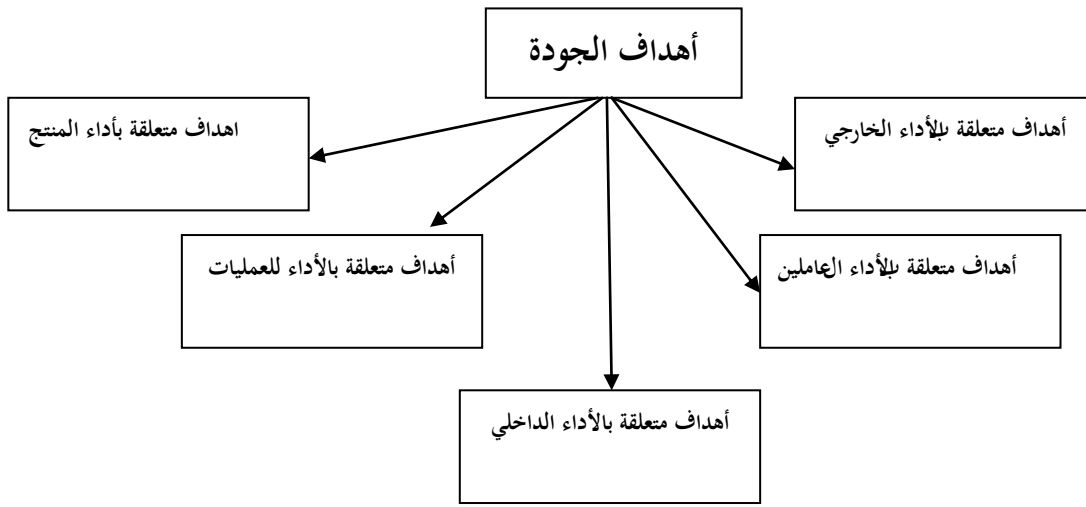 أهداف الجودة
أهداف متعلقة بالأداء الخارجي
اهداف متعلقة بأداء المنتج
أهداف متعلقة بالأداء العاملين
أهداف متعلقة بالأداء للعمليات
أهداف متعلقة بالأداء الداخلي